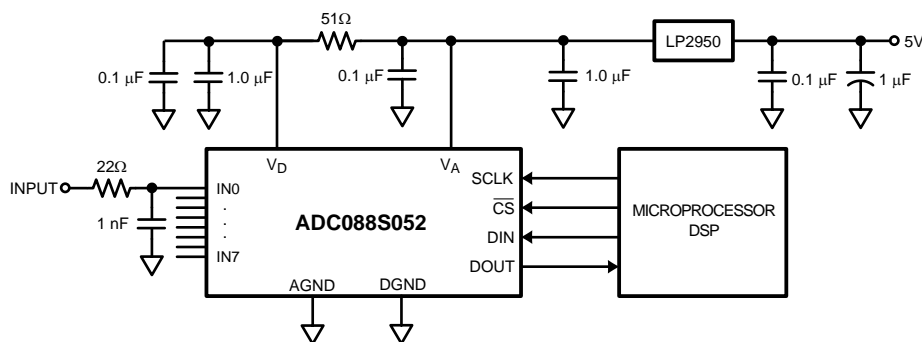 51Ω
LP2950
5V
0.1 μF
1.0 μF
0.1 μF
1.0 μF
0.1 μF
1 μF
22Ω
INPUT
1 nF
V_D
V_A
IN0
.
.
.
IN7
ADC088S052
SCLK
C̅S̅
DIN
DOUT
AGND
DGND
MICROPROCESSOR
DSP